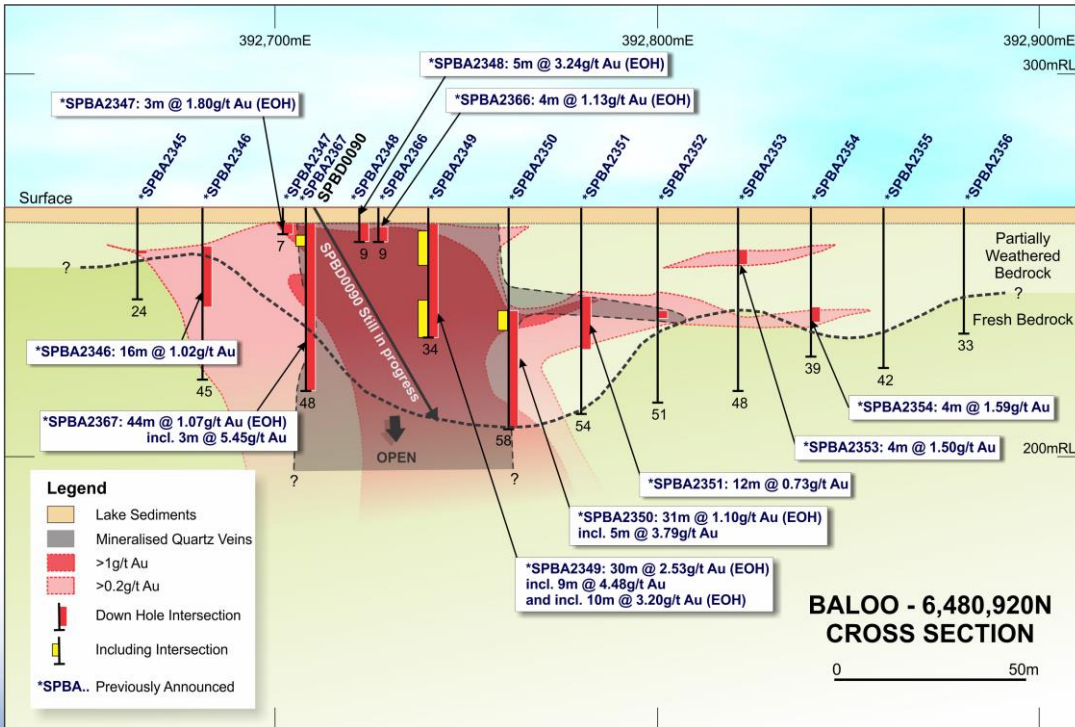 392,700mE
392,800mE
392,900mE
300mRL
*SPBA2348: 5m @ 3.24g/t Au (EOH)
*SPBA2347: 3m @ 1.80g/t Au (EOH)
*SPBA2366: 4m @ 1.13g/t Au (EOH)
*SPBA2345
*SPBA2346
*SPBA2347
*SPBA2367
SPBD0090
*SPBA2348
*SPBA2366
*SPBA2349
*SPBA2350
*SPBA2351
*SPBA2352
*SPBA2353
*SPBA2354
*SPBA2355
*SPBA2356
Surface
7
9
9
Partially
Weathered
Bedrock
?
?
Fresh Bedrock
24
34
33
39
42
45
48
SPBD0090 Still in progress
51
48
54
58
*SPBA2346: 16m @ 1.02g/t Au
*SPBA2367: 44m @ 1.07g/t Au (EOH)
incl. 3m @ 5.45g/t Au
*SPBA2354: 4m @ 1.59g/t Au
*SPBA2353: 4m @ 1.50g/t Au
OPEN
200mRL
?
?
*SPBA2351: 12m @ 0.73g/t Au
*SPBA2350: 31m @ 1.10g/t Au (EOH)
incl. 5m @ 3.79g/t Au
*SPBA2349: 30m @ 2.53g/t Au (EOH)
incl. 9m @ 4.48g/t Au
and incl. 10m @ 3.20g/t Au (EOH)
Legend
Lake Sediments
Mineralised Quartz Veins
>1g/t Au
>0.2g/t Au
Down Hole Intersection
Including Intersection
*SPBA.. Previously Announced
BALOO - 6,480,920N
CROSS SECTION
0 50m